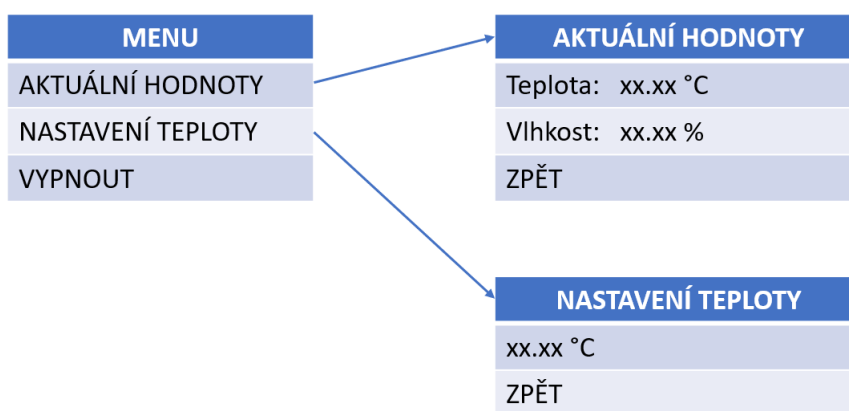 MENU
AKTUÁLNÍ HODNOTY
NASTAVENÍ TEPLOTY
VYPNOUT
AKTUÁLNÍ HODNOTY
Teplota: xx.xx °C
Vlhkost: xx.xx %
ZPĚT
NASTAVENÍ TEPLOTY
xx.xx °C
ZPĚT